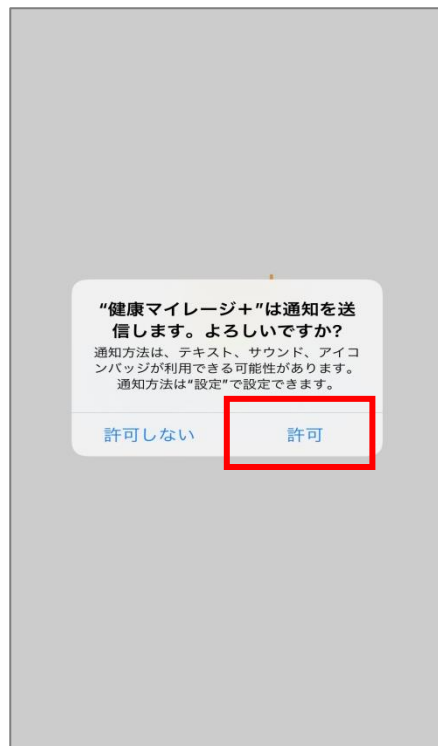 “健康マイレージ+”は通知を送
信します。よろしいですか?
通知方法は、テキスト、サウンド、アイコ
ンバッジが利用できる可能性があります。
通知方法は“設定”で設定できます。
許可しない
許可